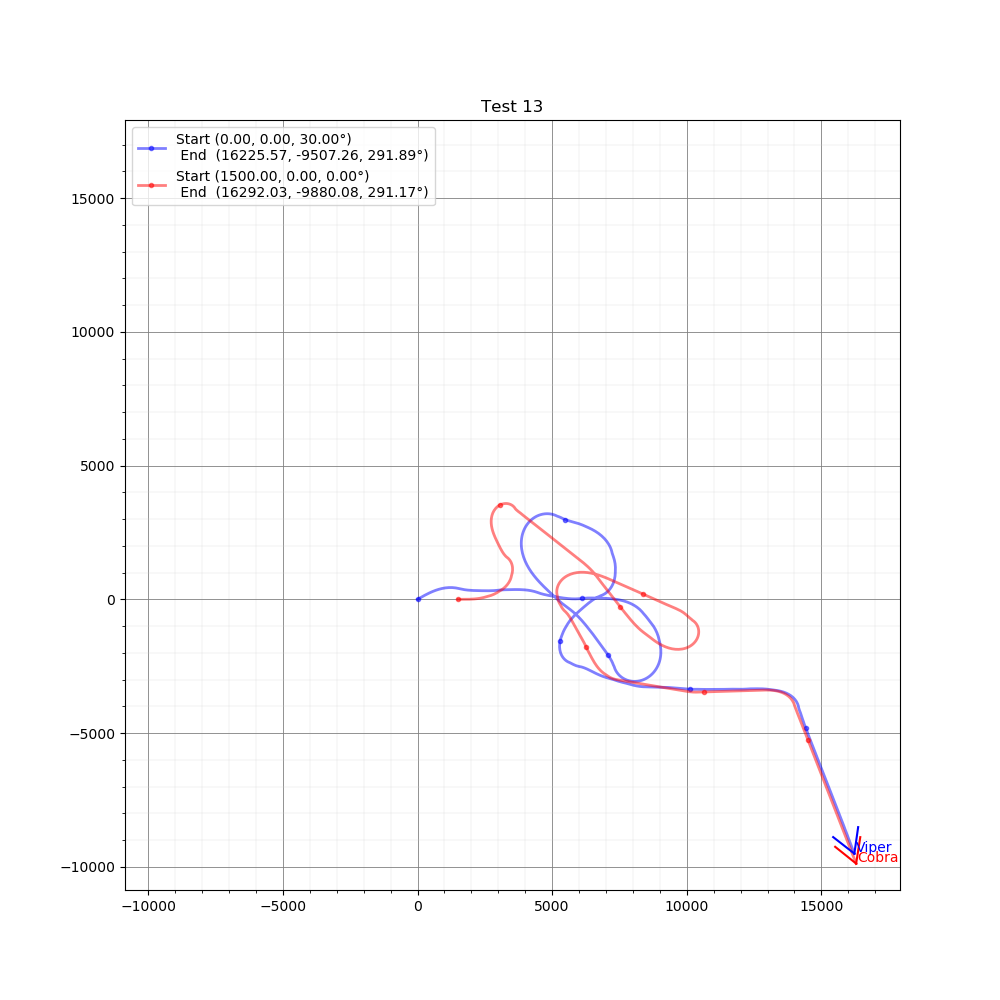 Test 13
Start (0.00, 0.00, 30.00°)
End  (16225.57, -9507.26, 291.89°)
Start (1500.00, 0.00, 0.00°)
End  (16292.03, -9880.08, 291.17°)
15000
10000
5000
0
−5000
−10000
Viper
Cobra
−10000
−5000
0
5000
10000
15000